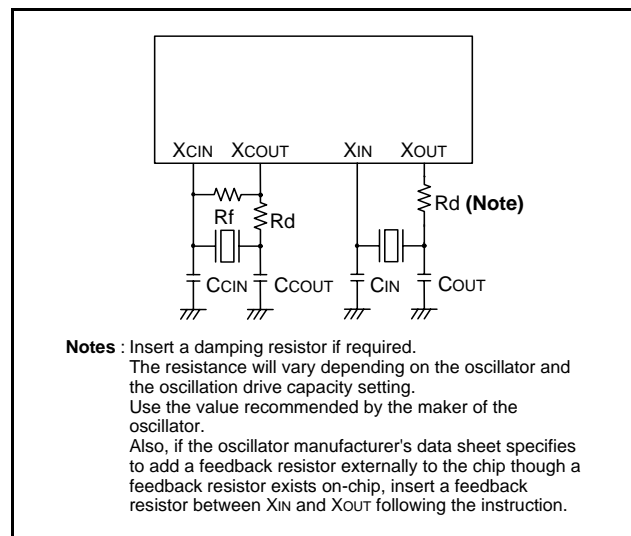 XCIN XCOUT XIN XOUT
Rf Rd Rd (Note)
CCIN CCOUT CIN COUT
Notes : Insert a damping resistor if required.
The resistance will vary depending on the oscillator and
the oscillation drive capacity setting.
Use the value recommended by the maker of the
oscillator.
Also, if the oscillator manufacturer's data sheet specifies
to add a feedback resistor externally to the chip though a
feedback resistor exists on-chip, insert a feedback
resistor between XIN and XOUT following the instruction.